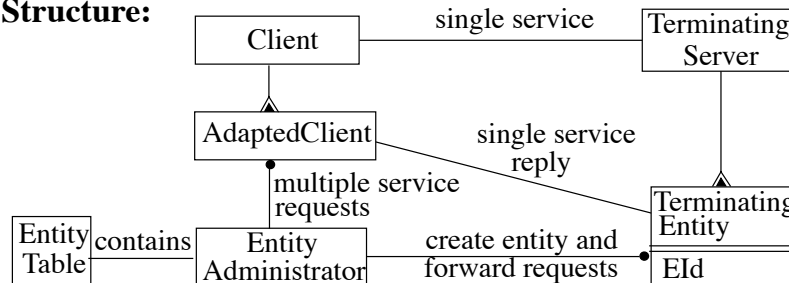 Structure:
single service
Client
Terminating
Server
AdaptedClient
single service
reply
multiple service
requests
Terminating
Entity
Entity
Table
contains
Entity
Administrator
create entity and
forward requests
EId